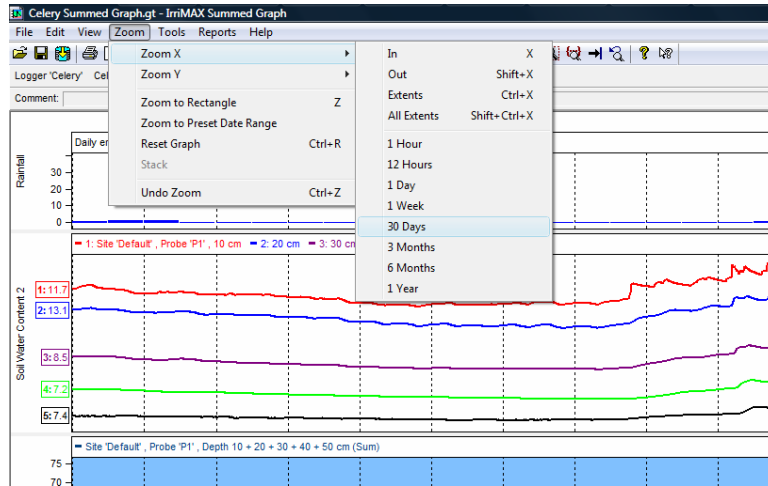 Celery Summed Graph.gt - IrriMAX Summed Graph
File Edit View Zoom Tools Reports Help
Logger 'Celery'
Comment:
Zoom X
Zoom Y
Zoom to Rectangle Z
Zoom to Preset Date Range
Reset Graph Ctrl+R
Stack
Undo Zoom Ctrl+Z
In X
Out Shift+X
Extents Ctrl+X
All Extents Shift+Ctrl+X
1 Hour
12 Hours
1 Day
1 Week
30 Days
3 Months
6 Months
1 Year
Daily
Rainfall
30
20
10
0
1: Site 'Default', Probe 'P1', 10 cm 2: 20 cm 3: 30 cm
Soil Water Content 2
1: 11.7
2: 13.1
3: 8.5
4: 7.2
5: 7.4
Site 'Default', Probe 'P1', Depth 10 + 20 + 30 + 40 + 50 cm (Sum)
75
70